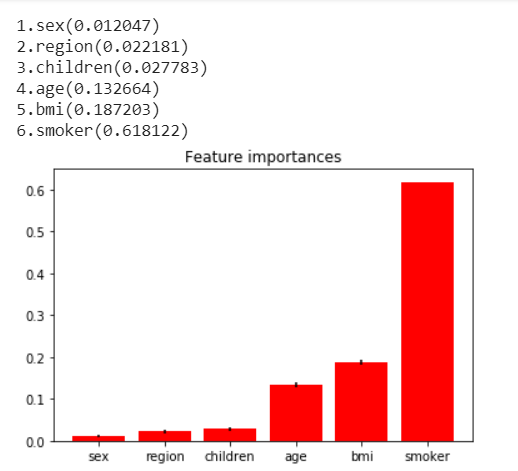 1.sex(0.012047)
2.region(0.022181)
3.children(0.027783)
4.age(0.132664)
5.bmi(0.187203)
6.smoker(0.618122)
Feature importances
0.6
0.5
0.4
0.3
0.2
0.1
0.0
sex region children age bmi smoker